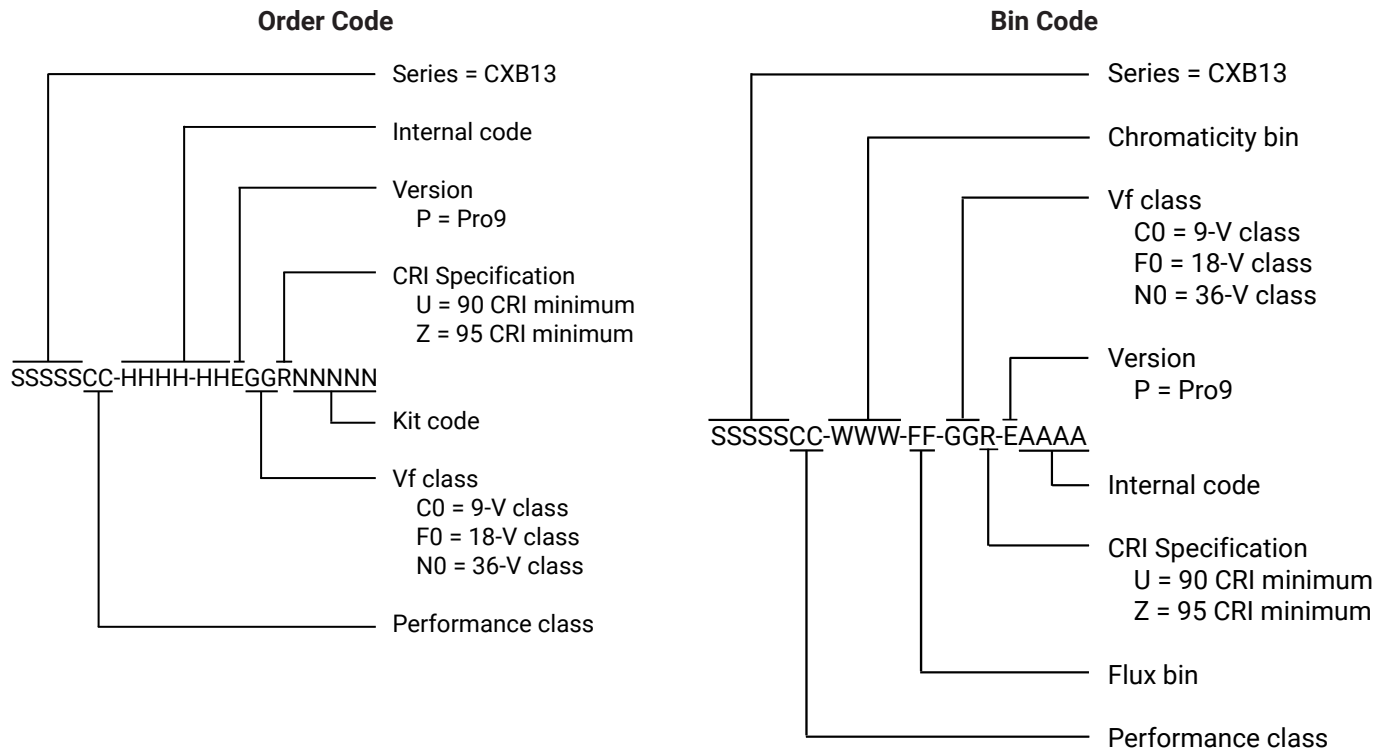 Order Code
Series = CXB13
Internal code
Version
P = Pro9
CRI Specification
U = 90 CRI minimum
Z = 95 CRI minimum
SSSSSCC-HHHH-HHEGGRNNNNN
Kit code
Vf class
C0 = 9-V class
F0 = 18-V class
N0 = 36-V class
Performance class
Bin Code
Series = CXB13
Chromaticity bin
Vf class
C0 = 9-V class
F0 = 18-V class
N0 = 36-V class
Version
P = Pro9
SSSSSCC-WWW-FF-GGR-EAAAA
Internal code
CRI Specification
U = 90 CRI minimum
Z = 95 CRI minimum
Flux bin
Performance class